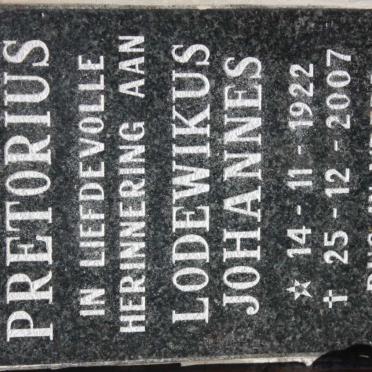 PRETORIUS
IN LIEFDEVOLLE
HERINNERING AAN
LODEWIKUS
JOHANNES
☆ 14 - 11 - 1922
† 25 - 12 - 2007